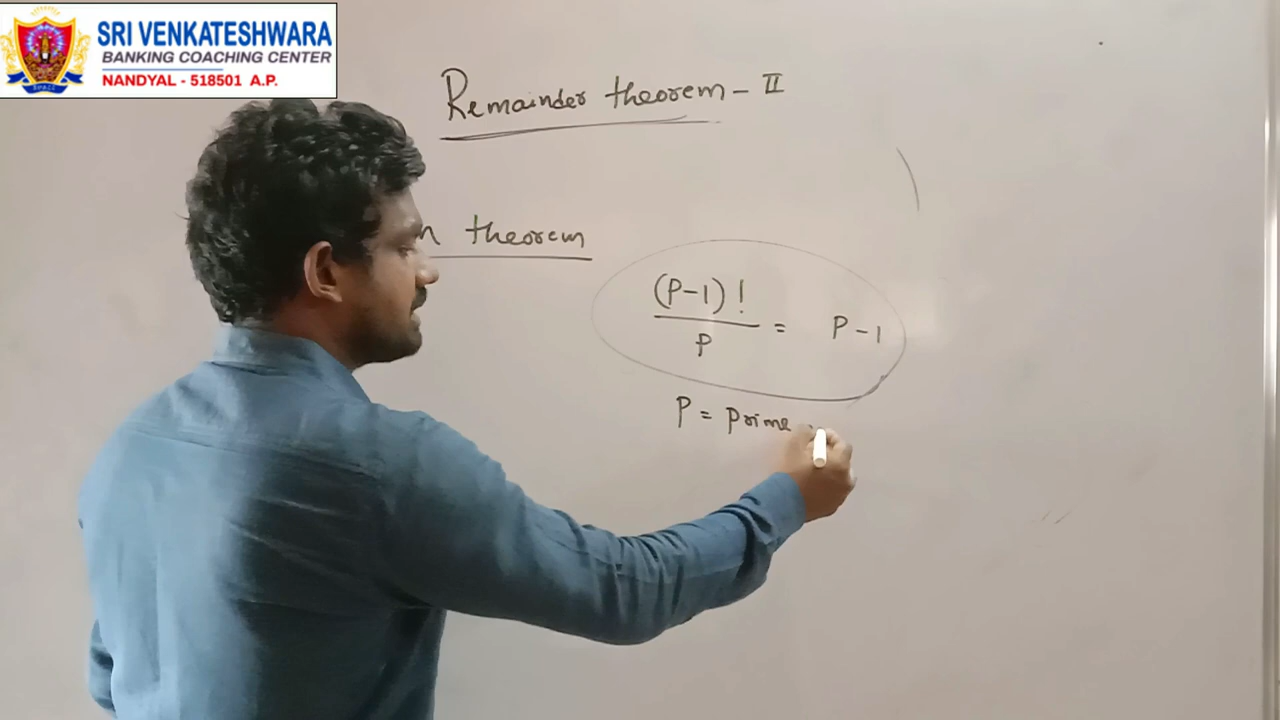 SRI VENKATESHWARA
BANKING COACHING CENTER
NANDYAL - 518501 A.P.
Remainder theorem - II
theorem
(P-1)!
P
= P-1
P = Prime